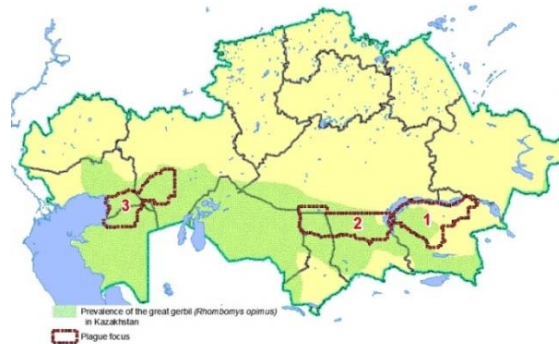 3
2
1
Prevalence of the great gerbil (Rhombomys opimus)
in Kazakhstan
Plague focus